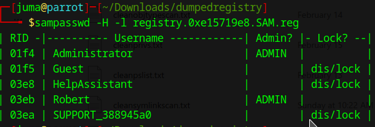 [juma@parrot]-[~/Downloads/dumpedregistry]
$sampasswd -H -l registry.0xe15719e8.SAM.reg
| RID -|---------- Username ------------| Admin? |- Lock? --|
| 01f4 | Administrator | ADMIN | |
| 01f5 | Guest | | dis/lock |
| 03e8 | HelpAssistant | | dis/lock |
| 03eb | Robert | ADMIN | |
| 03ea | SUPPORT_388945a0 | | dis/lock |